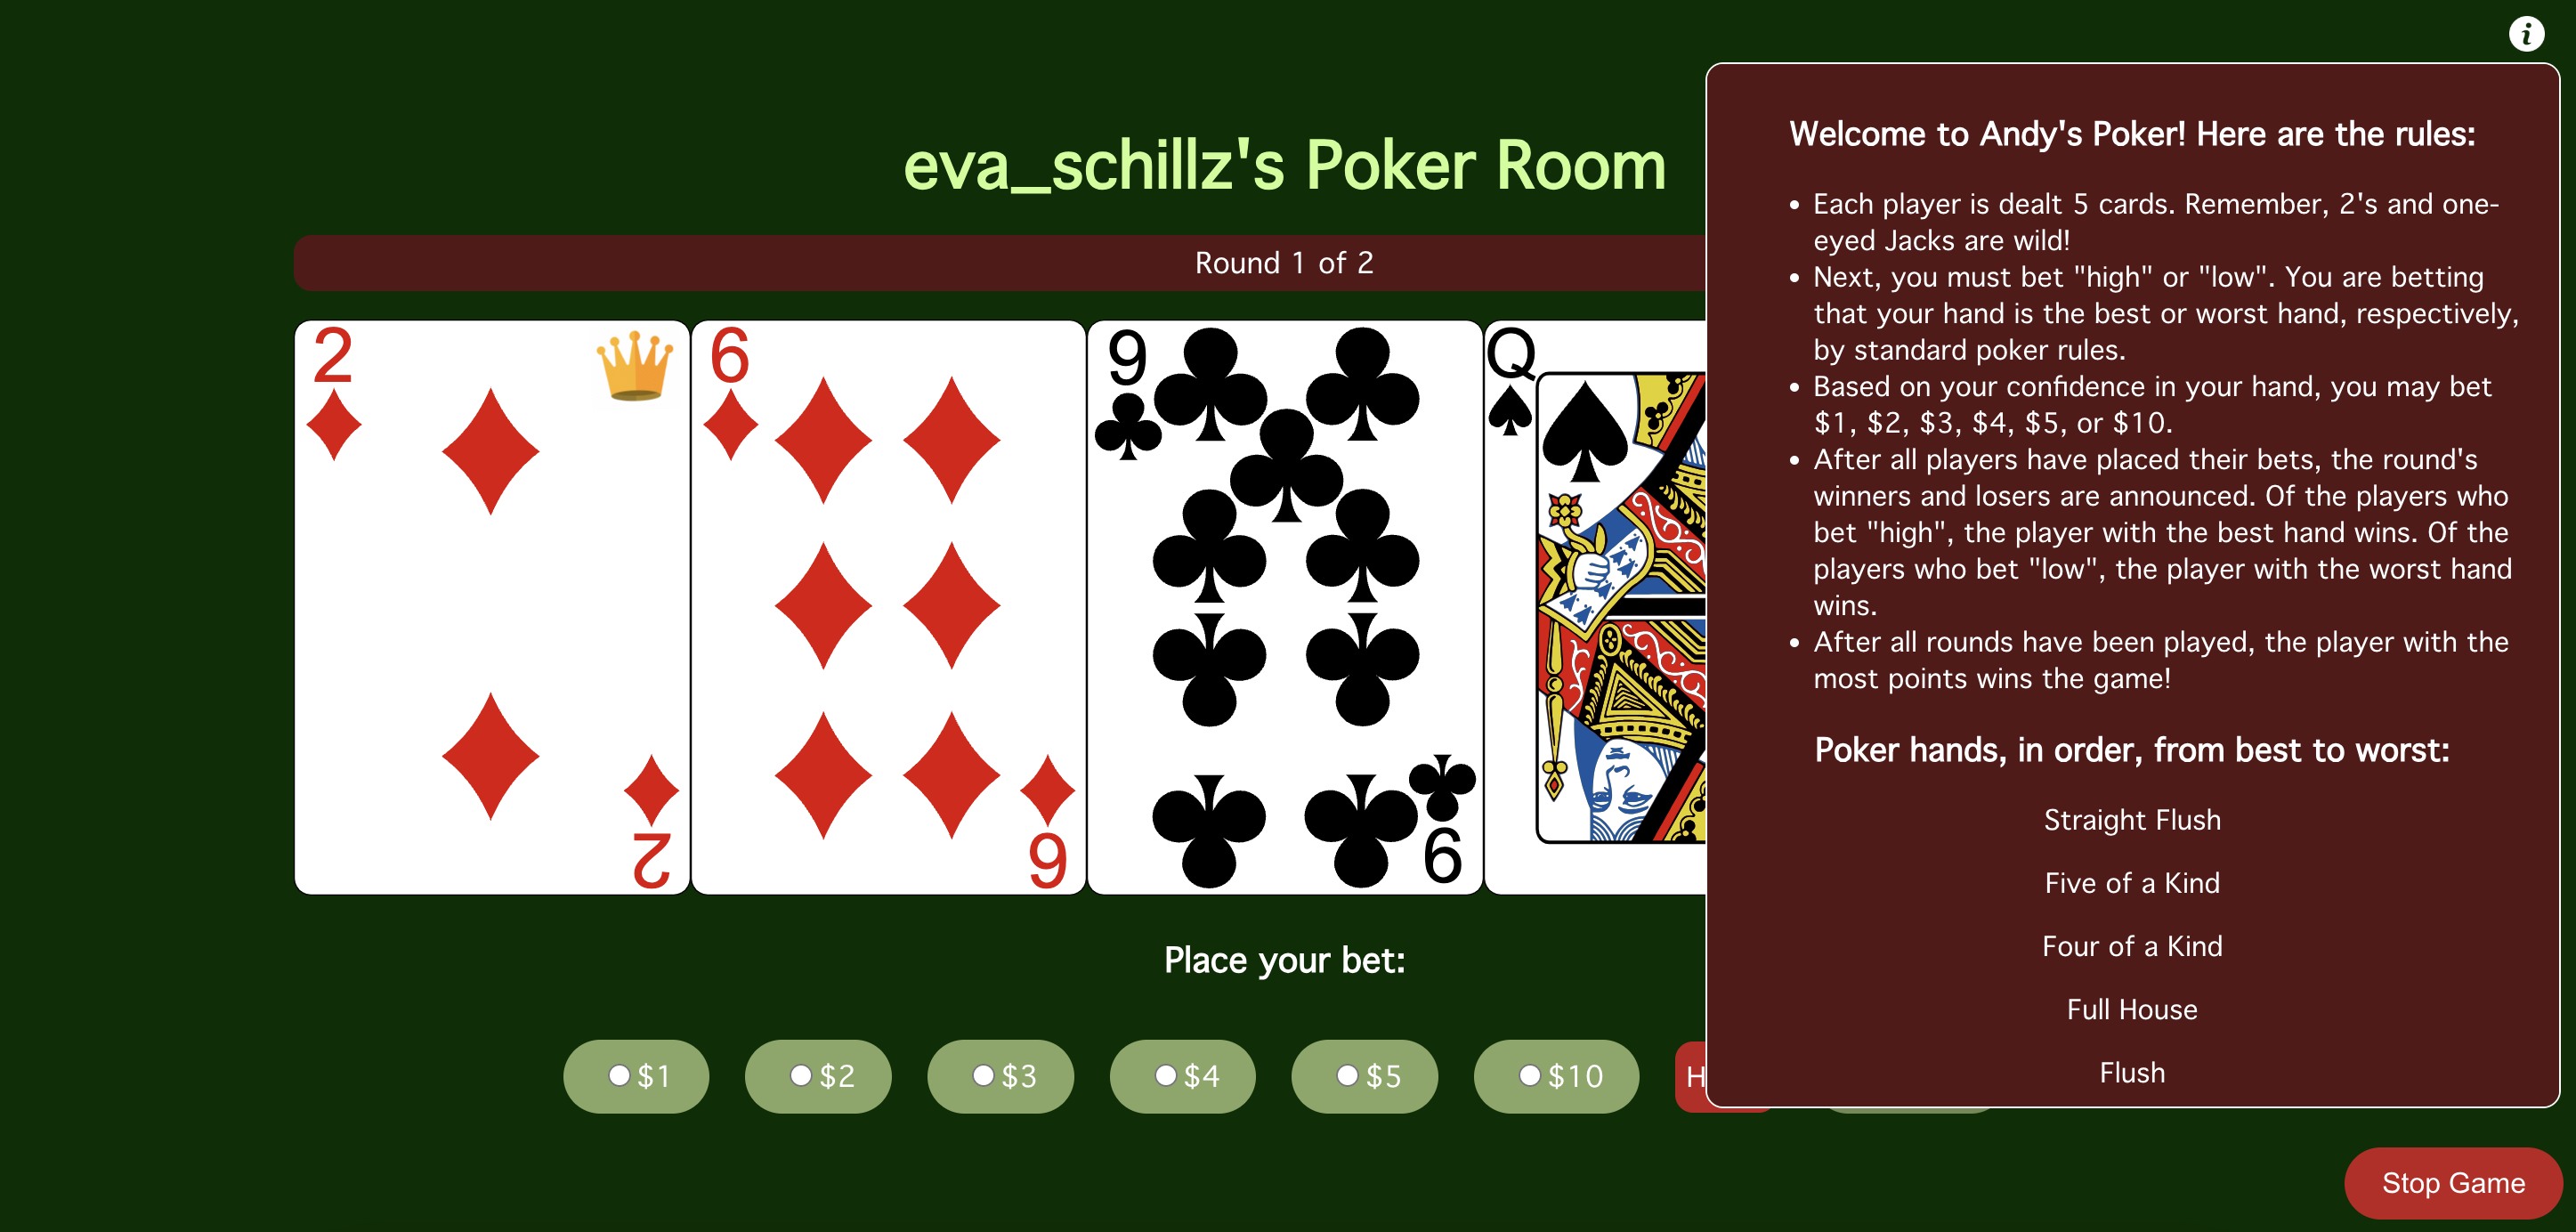 eva_schillz's Poker Room
Round 1 of 2
2
2
6
6
9
9
Q
Place your bet:
$1
$2
$3
$4
$5
$10
H
Welcome to Andy's Poker! Here are the rules:
• Each player is dealt 5 cards. Remember, 2's and one-
eyed Jacks are wild!
• Next, you must bet "high" or "low". You are betting
that your hand is the best or worst hand, respectively,
by standard poker rules.
• Based on your confidence in your hand, you may bet
$1, $2, $3, $4, $5, or $10.
• After all players have placed their bets, the round's
winners and losers are announced. Of the players who
bet "high", the player with the best hand wins. Of the
players who bet "low", the player with the worst hand
wins.
• After all rounds have been played, the player with the
most points wins the game!
Poker hands, in order, from best to worst:
Straight Flush
Five of a Kind
Four of a Kind
Full House
Flush
Stop Game